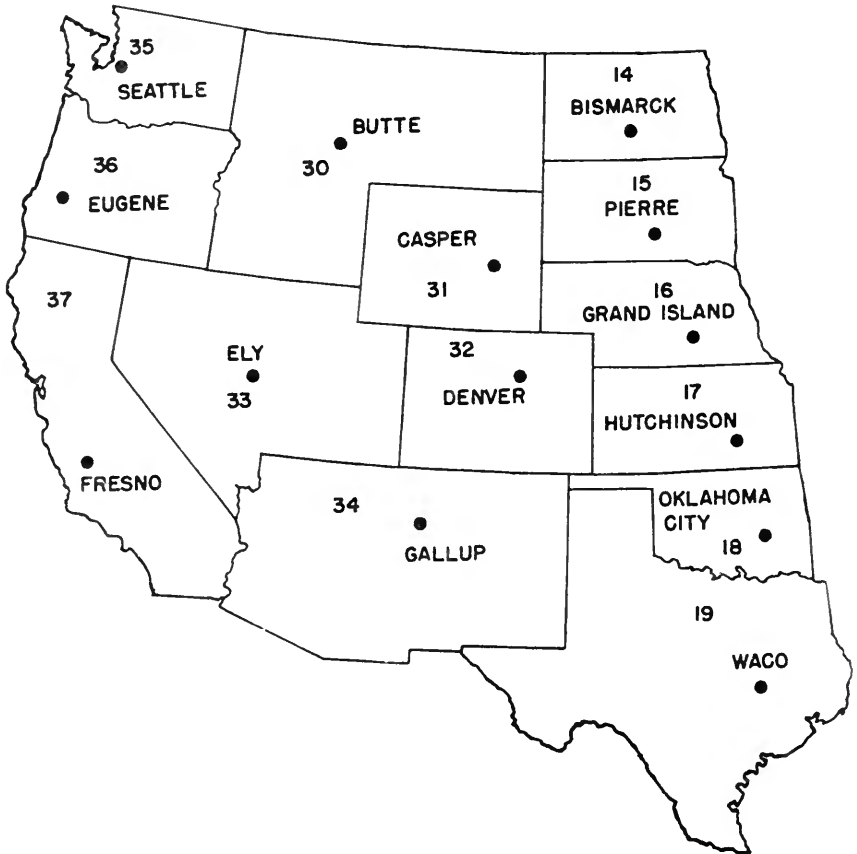 35
SEATTLE
14
BISMARCK
BUTTE
30
36
EUGENE
15
PIERRE
CASPER
31
37
16
GRAND ISLAND
ELY
33
32
DENVER
17
HUTCHINSON
FRESNO
34
GALLUP
OKLAHOMA
CITY
18
19
WACO